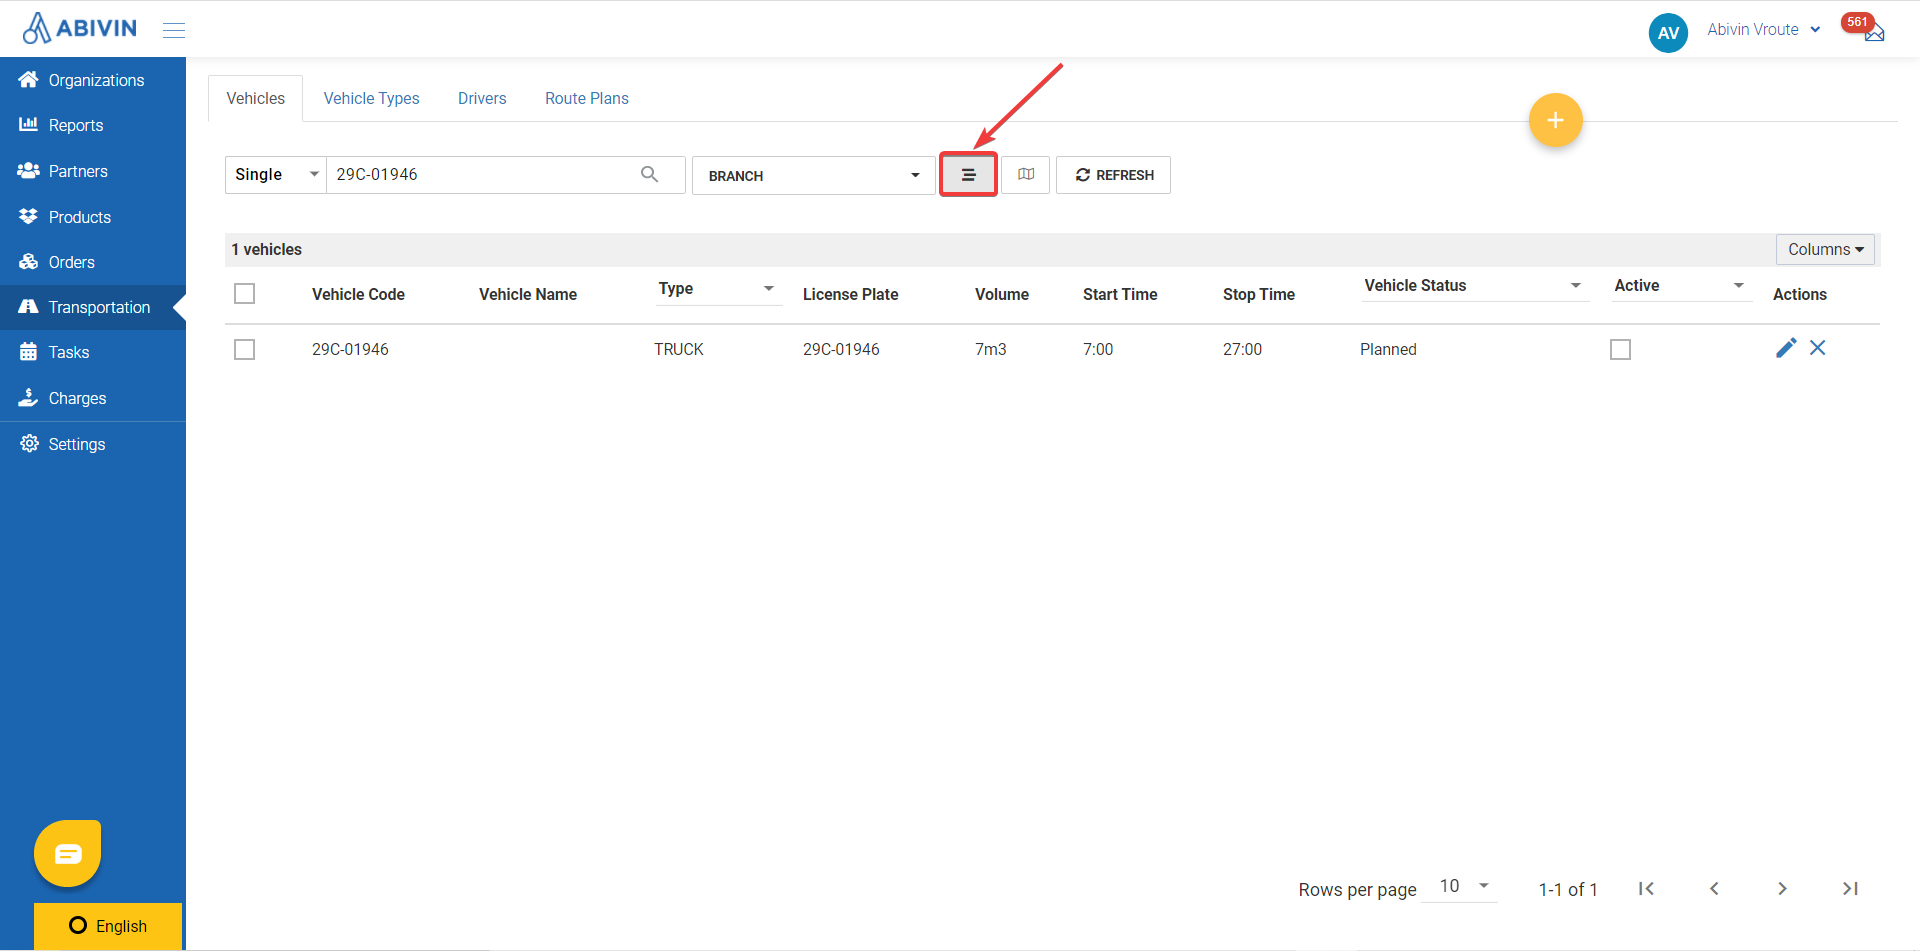 ABIVIN
AV Abivin Vroute 561
Organizations
Reports
Partners
Products
Orders
Transportation
Tasks
Charges
Settings
English
Vehicles Vehicle Types Drivers Route Plans
+
Single 29C-01946 BRANCH REFRESH
1 vehicles Columns
Vehicle Code Vehicle Name Type License Plate Volume Start Time Stop Time Vehicle Status Active Actions
29C-01946 TRUCK 29C-01946 7m3 7:00 27:00 Planned
Rows per page 10 1-1 of 1